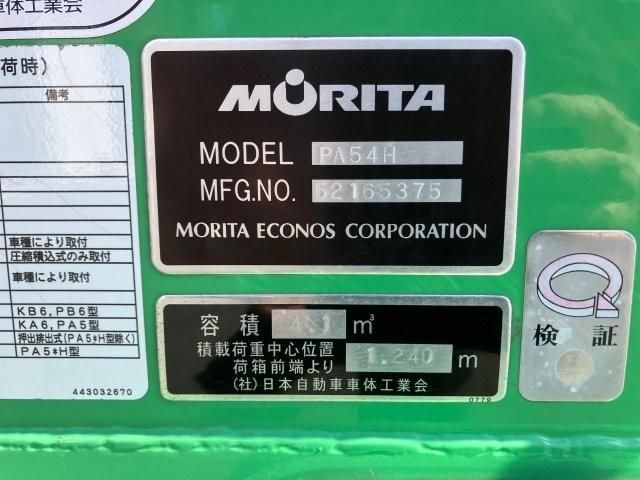 車体工業会
荷時)
備考
車種により取付
圧縮積込式のみ取付
車種により取付
KB6,PB6型
KA6,PA5型
押出排出式(PA5*H型除く)
PA5*H型
443032670
MORITA
MODEL PA54H
MFG.NO. 52165375
MORITA ECONOS CORPORATION
容積 4.1 m³
積載荷重中心位置
荷箱前端より 1.240 m
(社)日本自動車車体工業会
0779
検証